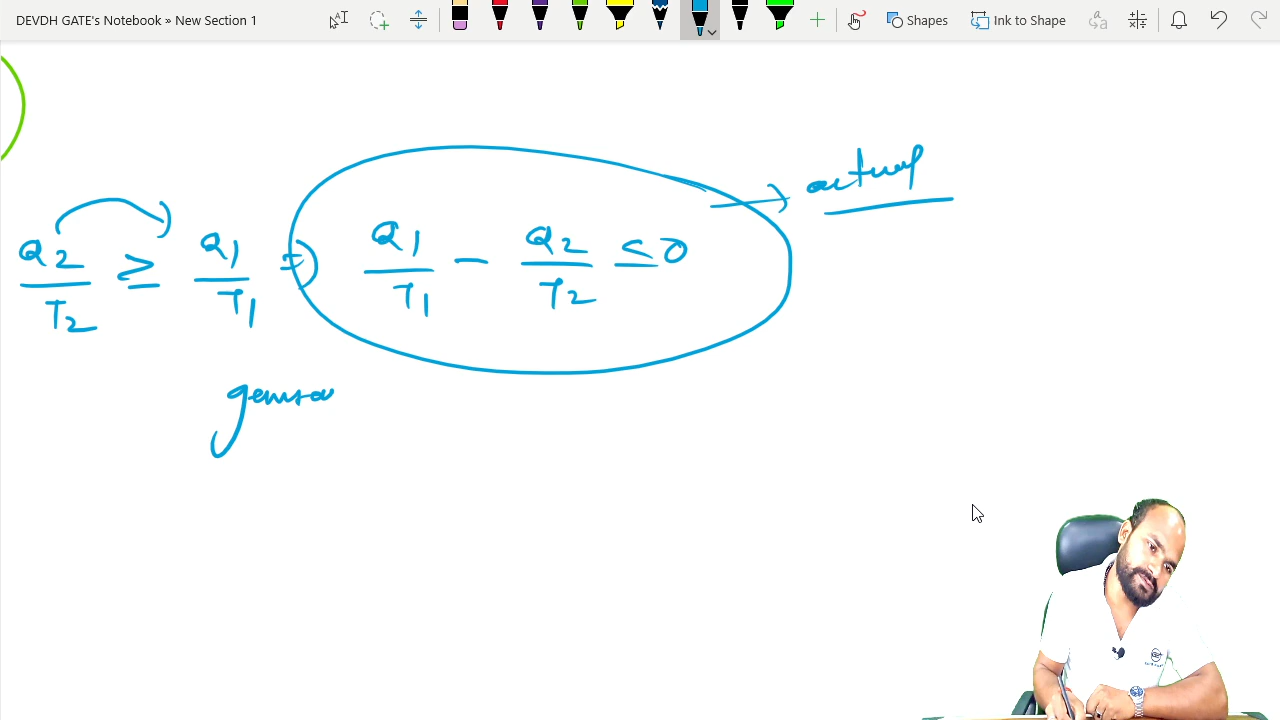 DEVDH GATE's Notebook » New Section 1
Shapes
Ink to Shape
actual
Q2/T2 ≥ Q1/T1 ⇒ Q1/T1 − Q2/T2 ≤ 0